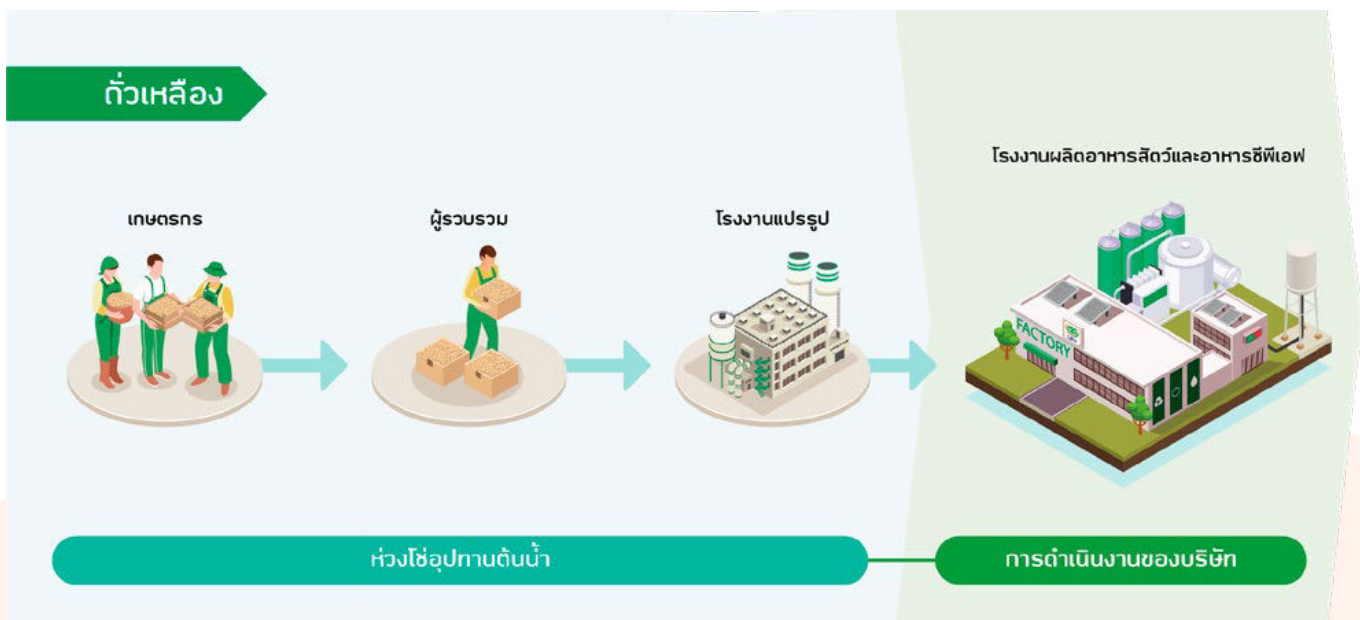 ถั่วเหลือง
โรงงานผลิตอาหารสัตว์และอาหารซีพีเอฟ
เกษตรกร
ผู้รวบรวม
โรงงานแปรรูป
FACTORY
ห่วงโซ่อุปทานต้นน้ำ
การดำเนินงานของบริษัท